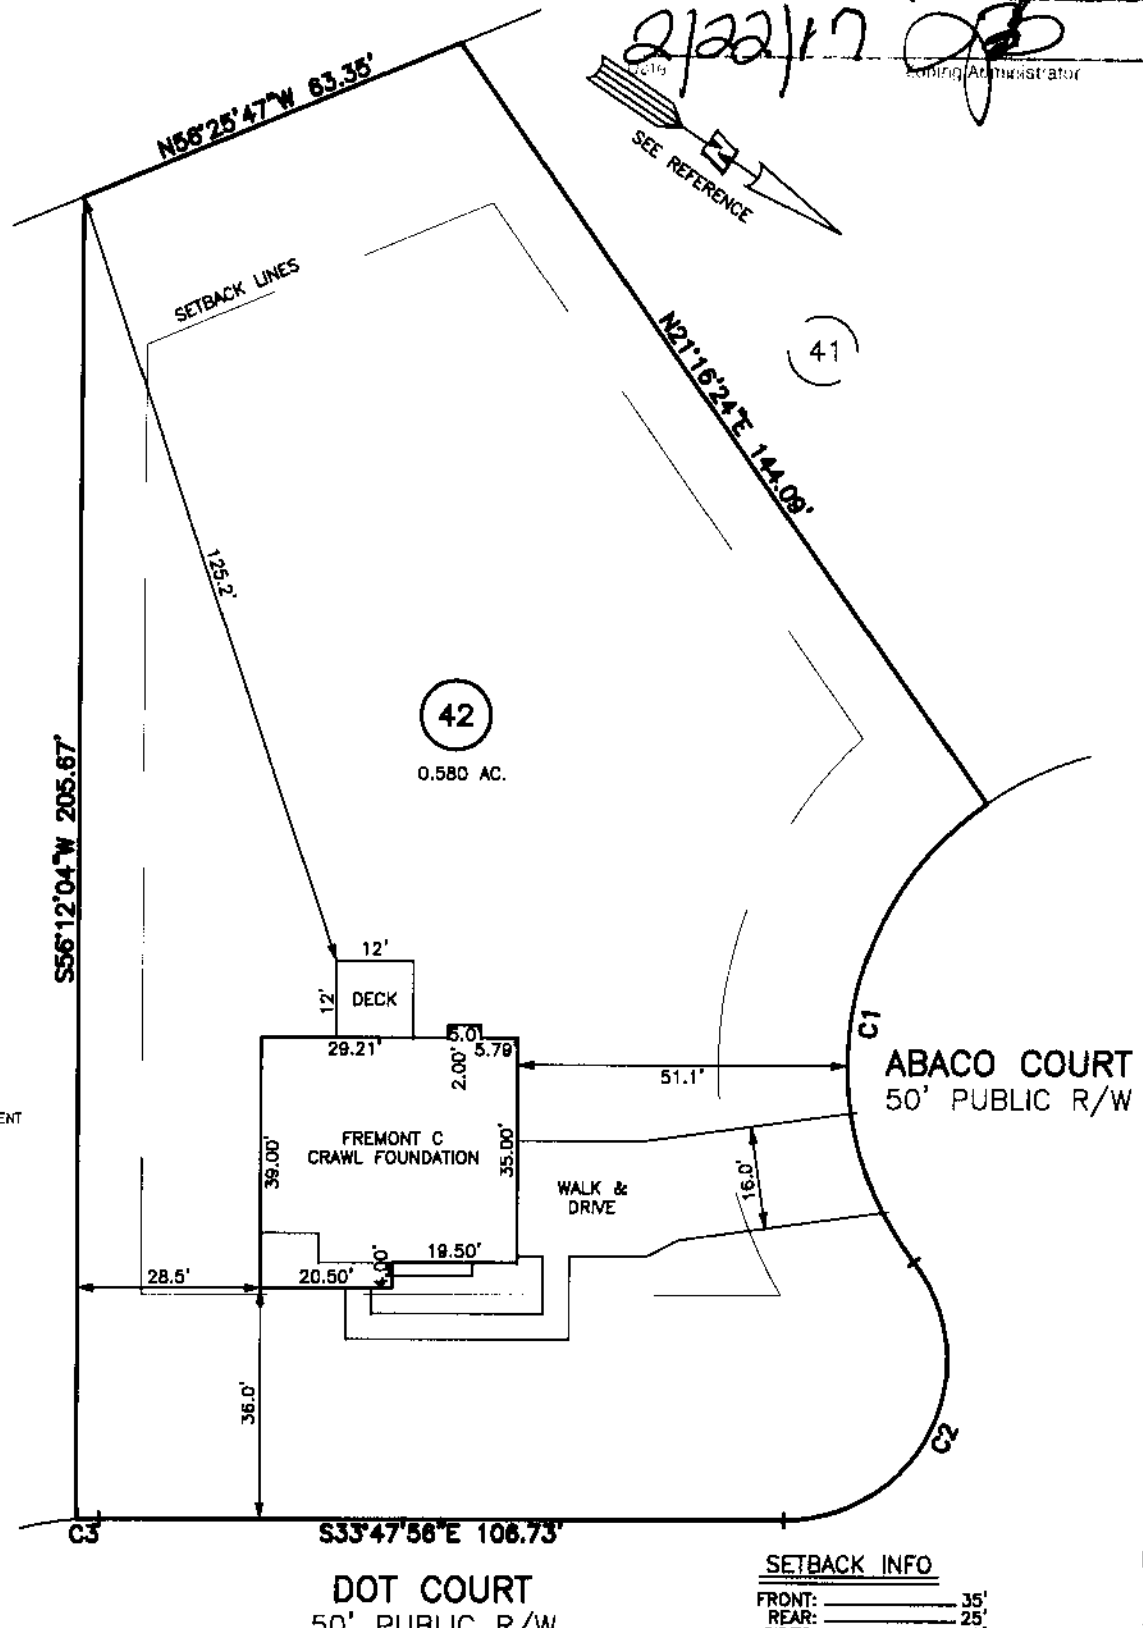 2/22/17
Zoning Administrator
N56°25'47"W 63.35'
SEE REFERENCE
N
SETBACK LINES
N21°16'24"E 144.09'
41
125.2'
42
0.580 AC.
S56°12'04"W 205.67'
12'
12'
DECK
29.21'
5.0'
5.79'
2.00'
C1
ABACO COURT
50' PUBLIC R/W
51.1'
FREMONT C
CRAWL FOUNDATION
39.00'
35.00'
WALK &
DRIVE
16.0'
19.50'
20.50'
4.00'
28.5'
36.0'
C2
C3
S33°47'56"E 106.73'
DOT COURT
50' PUBLIC R/W
SETBACK INFO
FRONT: 35'
REAR: 25'